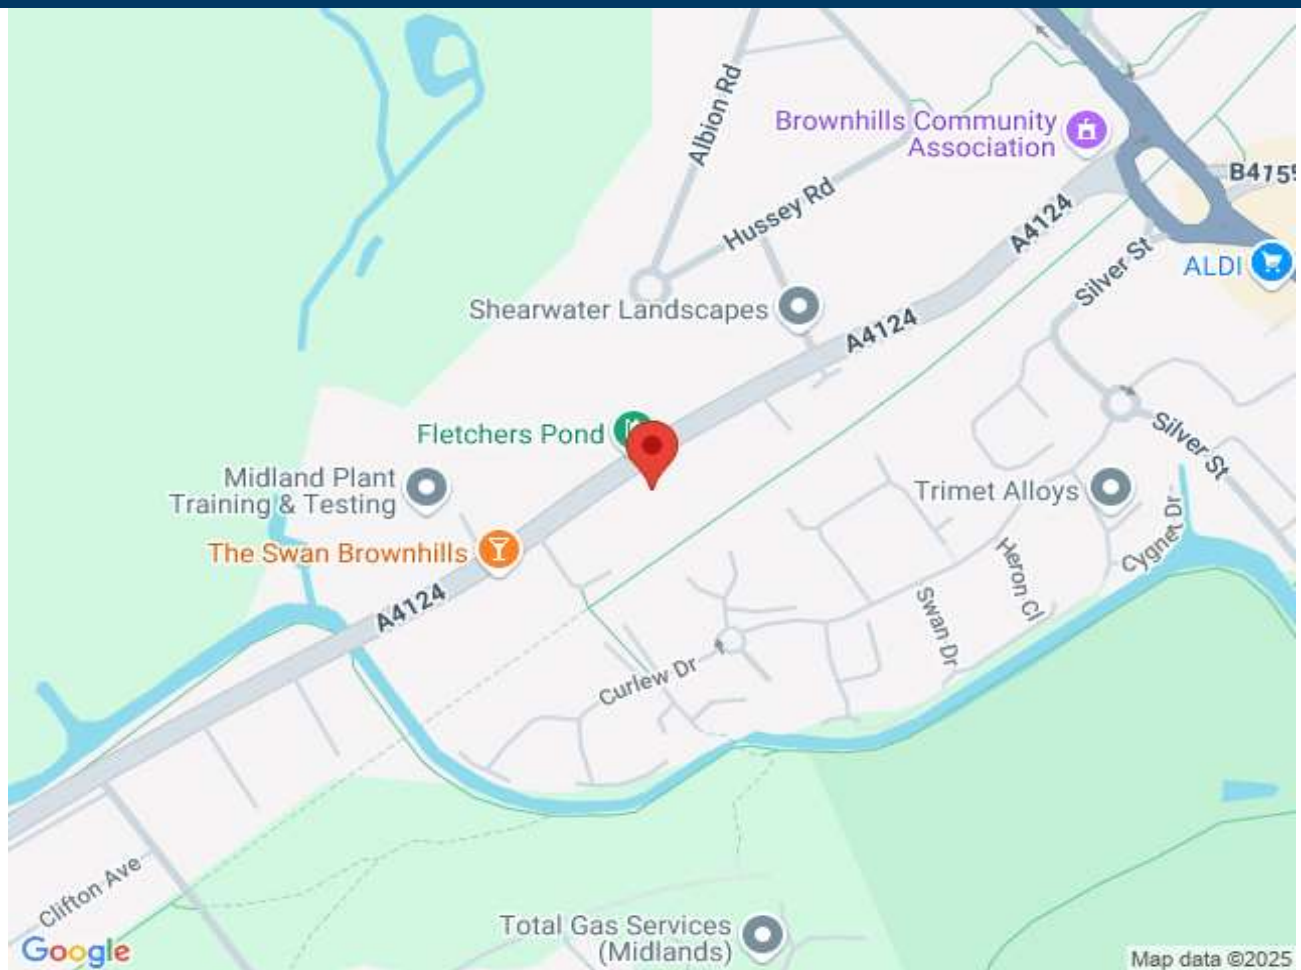 Albion Rd
Brownhills Community
Association
B4155
Hussey Rd
A4124
Silver St
ALDI
Shearwater Landscapes
A4124
Fletchers Pond
Silver St
Midland Plant
Training & Testing
Trimet Alloys
The Swan Brownhills
Cygnet Dr
Heron Cl
A4124
Swan Dr
Curlew Dr
Clifton Ave
Total Gas Services
(Midlands)
Google
Map data ©2025